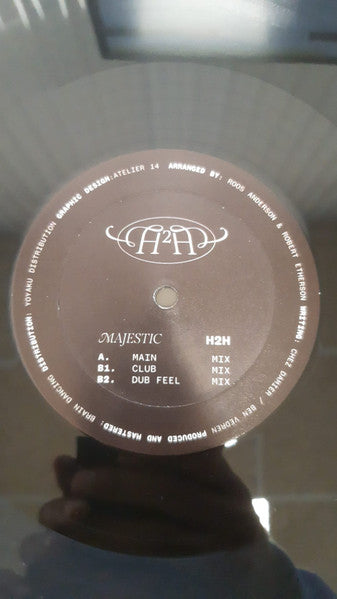 H2H
MAJESTIC H2H
A. MAIN MIX
B1. CLUB MIX
B2. DUB FEEL MIX
ARRANGED BY: ROOS ANDERSON & ROBERT ETHERSON WRITING: CHEZ DAMIER / BEN VEDREN PRODUCED AND MASTERED: BRAIN DANCING DISTRIBUTION: YOYAKU DISTRIBUTION GRAPHIC DESIGN: ATELIER 14